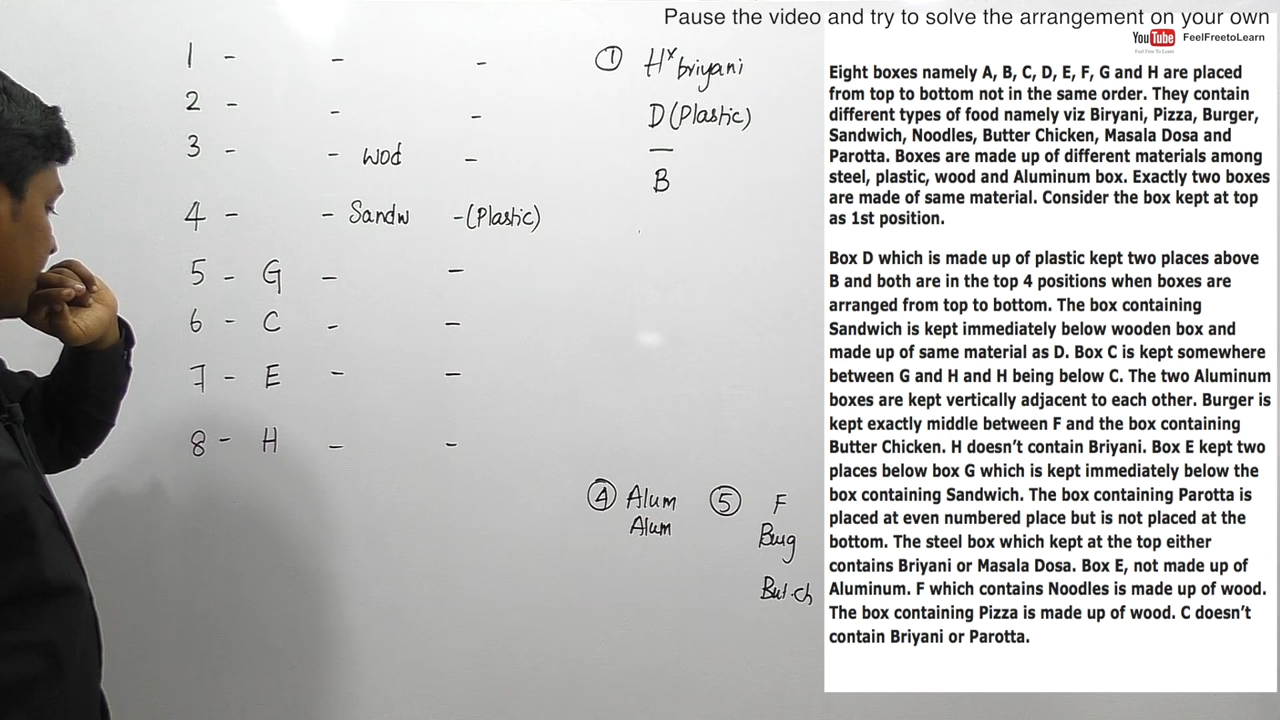 Pause the video and try to solve the arrangement on your own
YouTube FeelFreetoLearn
Feel Free To Learn
1 - - -
2 - - -
3 - - Wod -
4 - - Sandw -(Plastic)
5 - G - -
6 - C - -
7 - E - -
8 - H - -
① Hˣ briyani
D (Plastic)
—
B
④ Alum
Alum
⑤ F
Burg
But.ch
Eight boxes namely A, B, C, D, E, F, G and H are placed
from top to bottom not in the same order. They contain
different types of food namely viz Biryani, Pizza, Burger,
Sandwich, Noodles, Butter Chicken, Masala Dosa and
Parotta. Boxes are made up of different materials among
steel, plastic, wood and Aluminum box. Exactly two boxes
are made of same material. Consider the box kept at top
as 1st position.
Box D which is made up of plastic kept two places above
B and both are in the top 4 positions when boxes are
arranged from top to bottom. The box containing
Sandwich is kept immediately below wooden box and
made up of same material as D. Box C is kept somewhere
between G and H and H being below C. The two Aluminum
boxes are kept vertically adjacent to each other. Burger is
kept exactly middle between F and the box containing
Butter Chicken. H doesn't contain Briyani. Box E kept two
places below box G which is kept immediately below the
box containing Sandwich. The box containing Parotta is
placed at even numbered place but is not placed at the
bottom. The steel box which kept at the top either
contains Briyani or Masala Dosa. Box E, not made up of
Aluminum. F which contains Noodles is made up of wood.
The box containing Pizza is made up of wood. C doesn't
contain Briyani or Parotta.